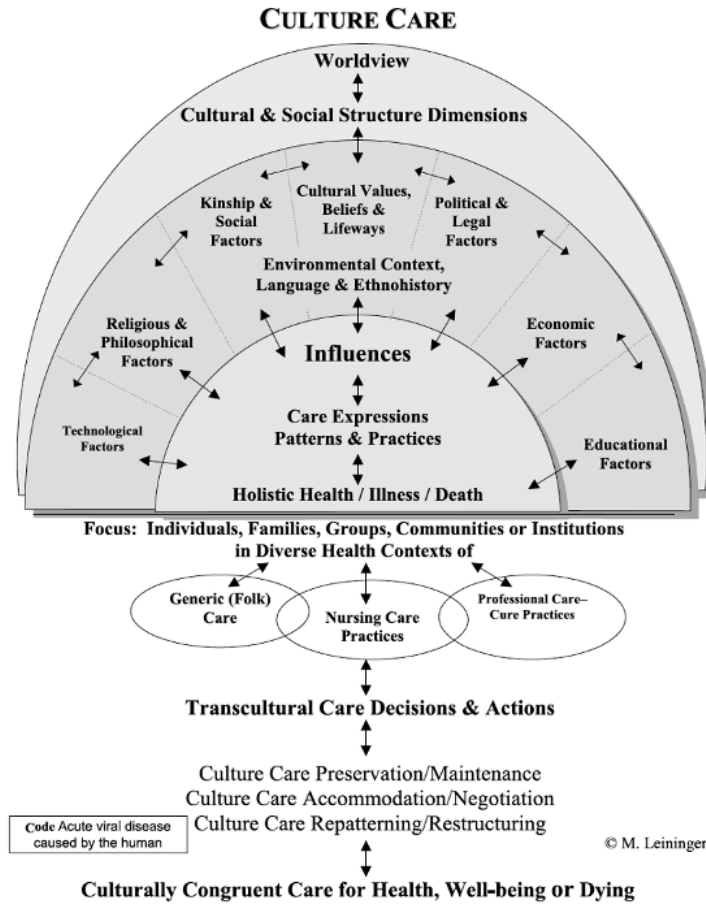 CULTURE CARE
Worldview
Cultural & Social Structure Dimensions
Kinship &
Social
Factors
Cultural Values,
Beliefs &
Lifeways
Political &
Legal
Factors
Environmental Context,
Language & Ethnohistory
Religious &
Philosophical
Factors
Economic
Factors
Technological
Factors
Educational
Factors
Influences
Care Expressions
Patterns & Practices
Holistic Health / Illness / Death
Focus: Individuals, Families, Groups, Communities or Institutions
in Diverse Health Contexts of
Generic (Folk)
Care
Nursing Care
Practices
Professional Care–
Cure Practices
Transcultural Care Decisions & Actions
Culture Care Preservation/Maintenance
Culture Care Accommodation/Negotiation
Culture Care Repatterning/Restructuring
Code Acute viral disease
caused by the human
© M. Leininger
Culturally Congruent Care for Health, Well-being or Dying